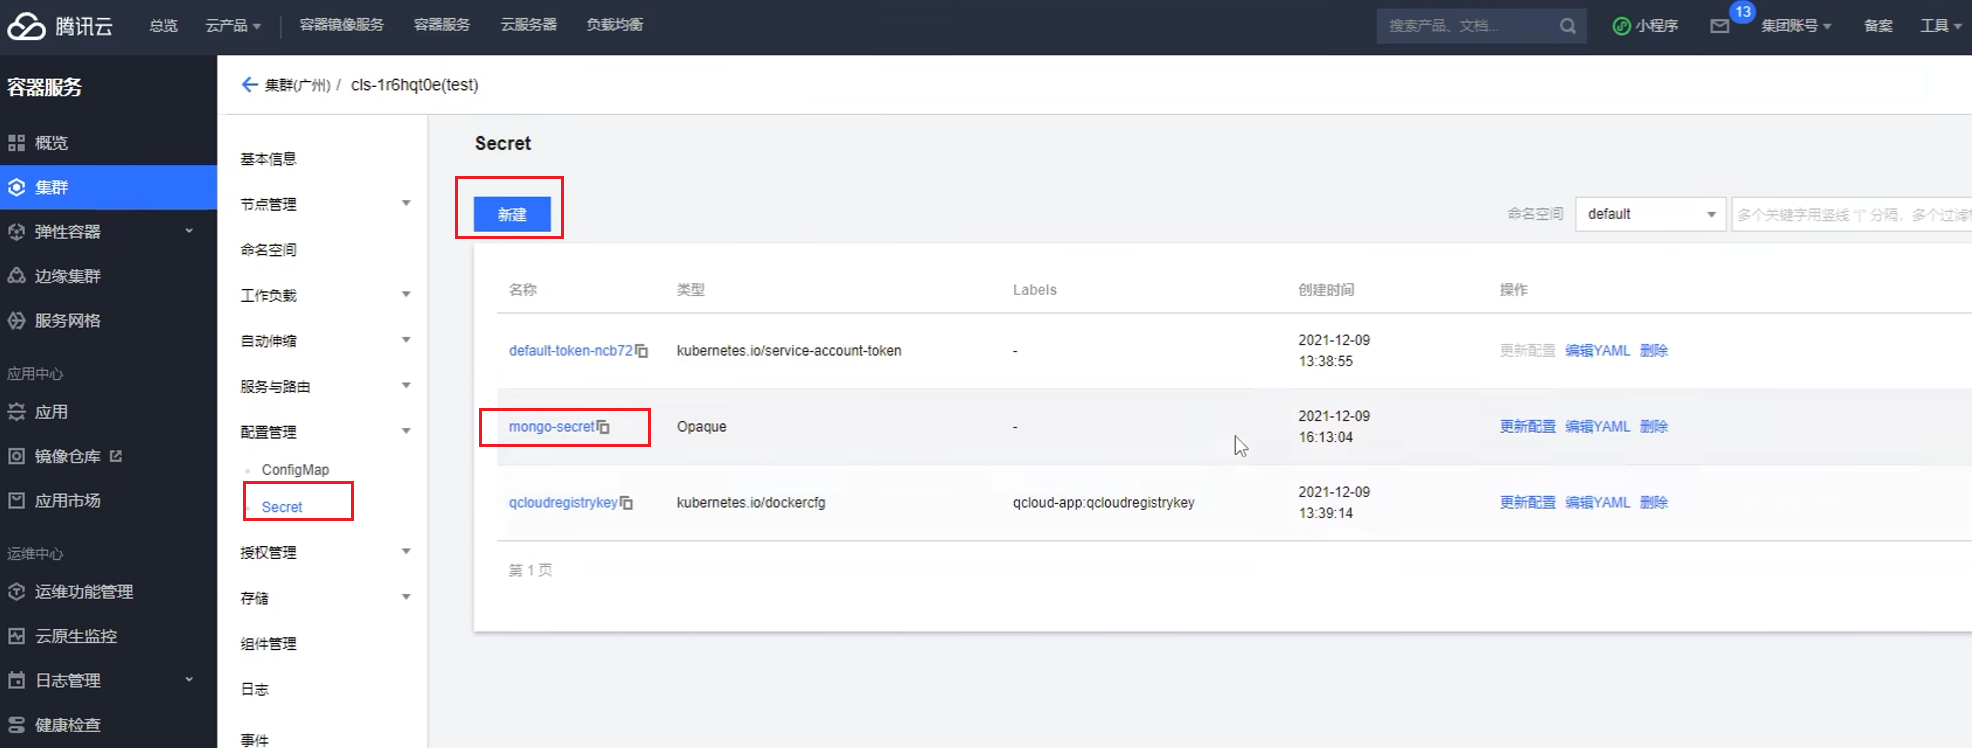 腾讯云 总览 云产品 容器镜像服务 容器服务 云服务器 负载均衡 搜索产品、文档... 小程序 13 集团账号 备案 工具
容器服务
概览
集群
弹性容器
边缘集群
服务网格
应用中心
应用
镜像仓库
应用市场
运维中心
运维功能管理
云原生监控
日志管理
健康检查
集群(广州) / cls-1r6hqt0e(test)
基本信息
节点管理
命名空间
工作负载
自动伸缩
服务与路由
配置管理
ConfigMap
Secret
授权管理
存储
组件管理
日志
事件
Secret
新建
命名空间 default 多个关键字用竖线 "|" 分隔，多个过滤
名称 类型 Labels 创建时间 操作
default-token-ncb72 kubernetes.io/service-account-token - 2021-12-09 13:38:55 更新配置 编辑YAML 删除
mongo-secret Opaque - 2021-12-09 16:13:04 更新配置 编辑YAML 删除
qcloudregistrykey kubernetes.io/dockercfg qcloud-app:qcloudregistrykey 2021-12-09 13:39:14 更新配置 编辑YAML 删除
第 1 页